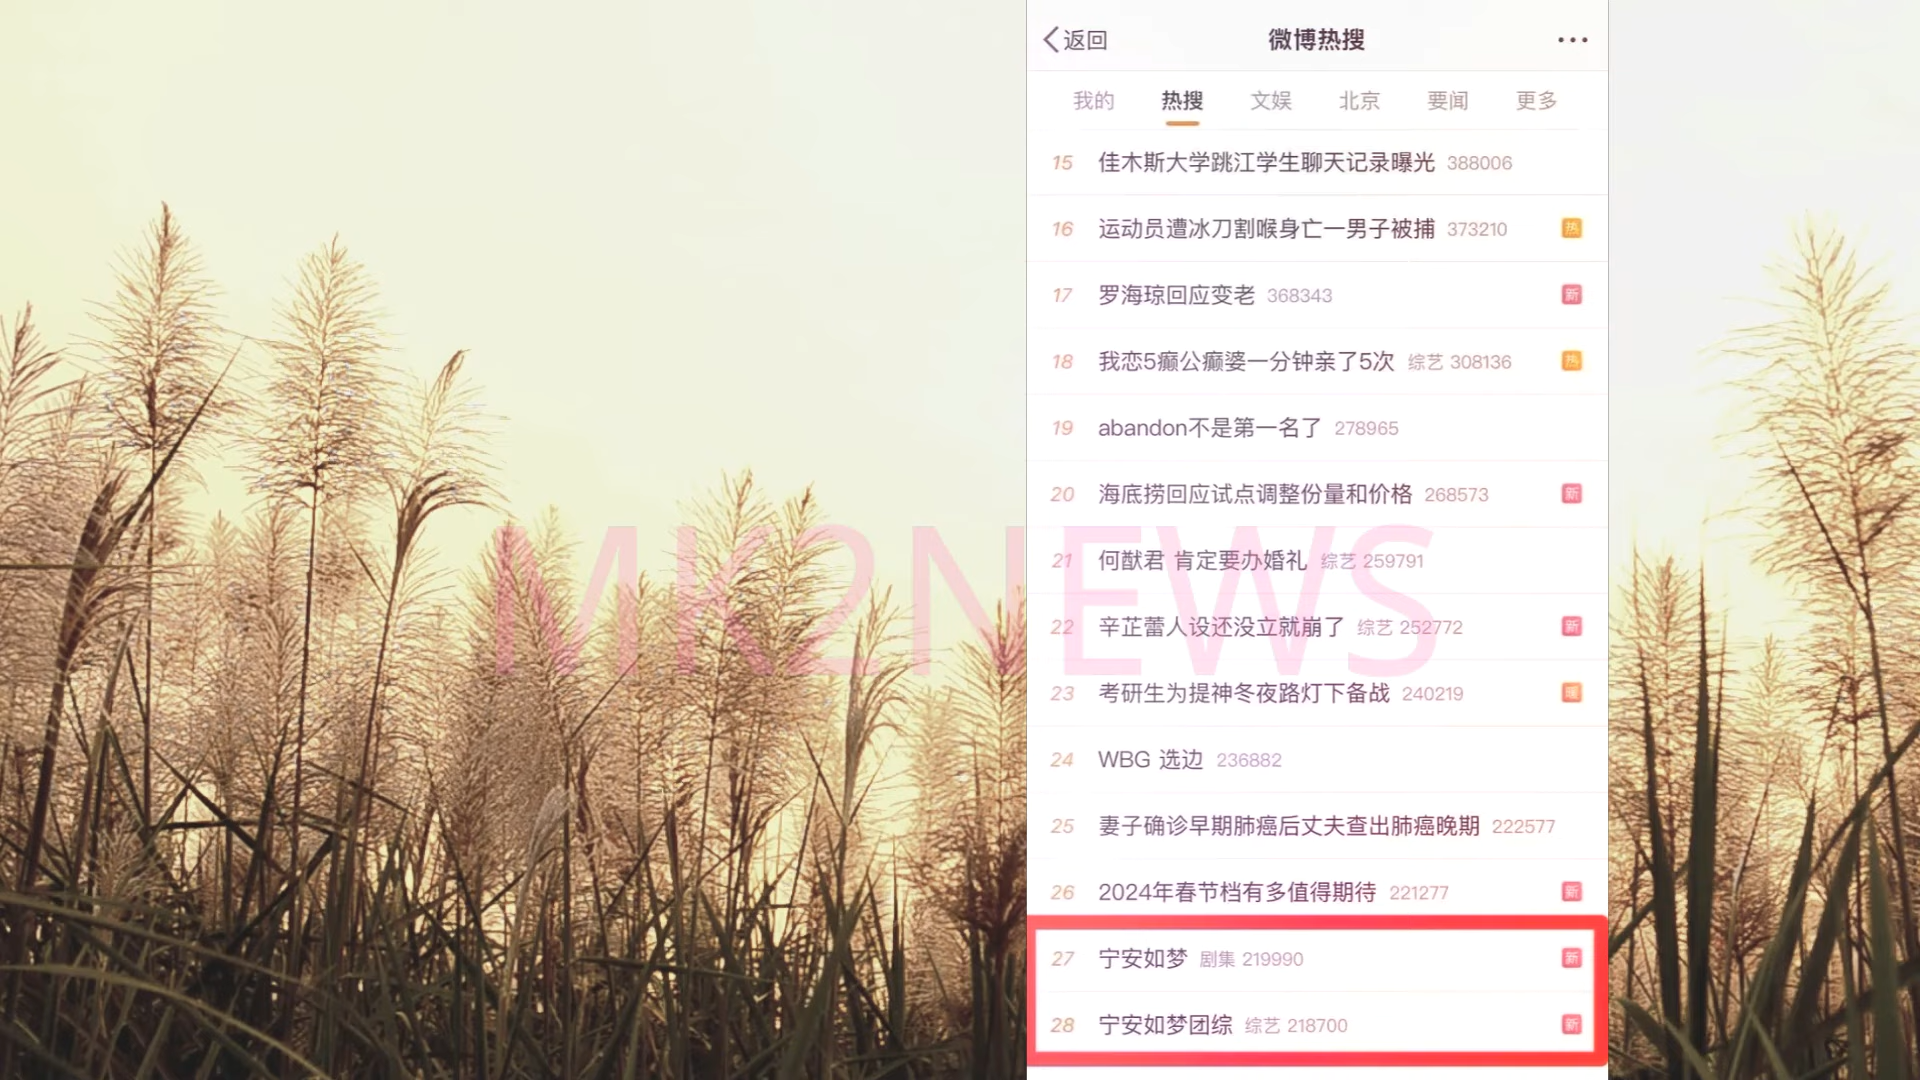 返回
微博热搜
我的 热搜 文娱 北京 要闻 更多
15 佳木斯大学跳江学生聊天记录曝光 388006
16 运动员遭冰刀割喉身亡一男子被捕 373210 热
17 罗海琼回应变老 368343 新
18 我恋5癫公癫婆一分钟亲了5次 综艺 308136 热
19 abandon不是第一名了 278965
20 海底捞回应试点调整份量和价格 268573 新
MK2NEWS
21 何猷君 肯定要办婚礼 综艺 259791
22 辛芷蕾人设还没立就崩了 综艺 252772 新
23 考研生为提神冬夜路灯下备战 240219 暖
24 WBG 选边 236882
25 妻子确诊早期肺癌后丈夫查出肺癌晚期 222577
26 2024年春节档有多值得期待 221277 新
27 宁安如梦 剧集 219990 新
28 宁安如梦团综 综艺 218700 新